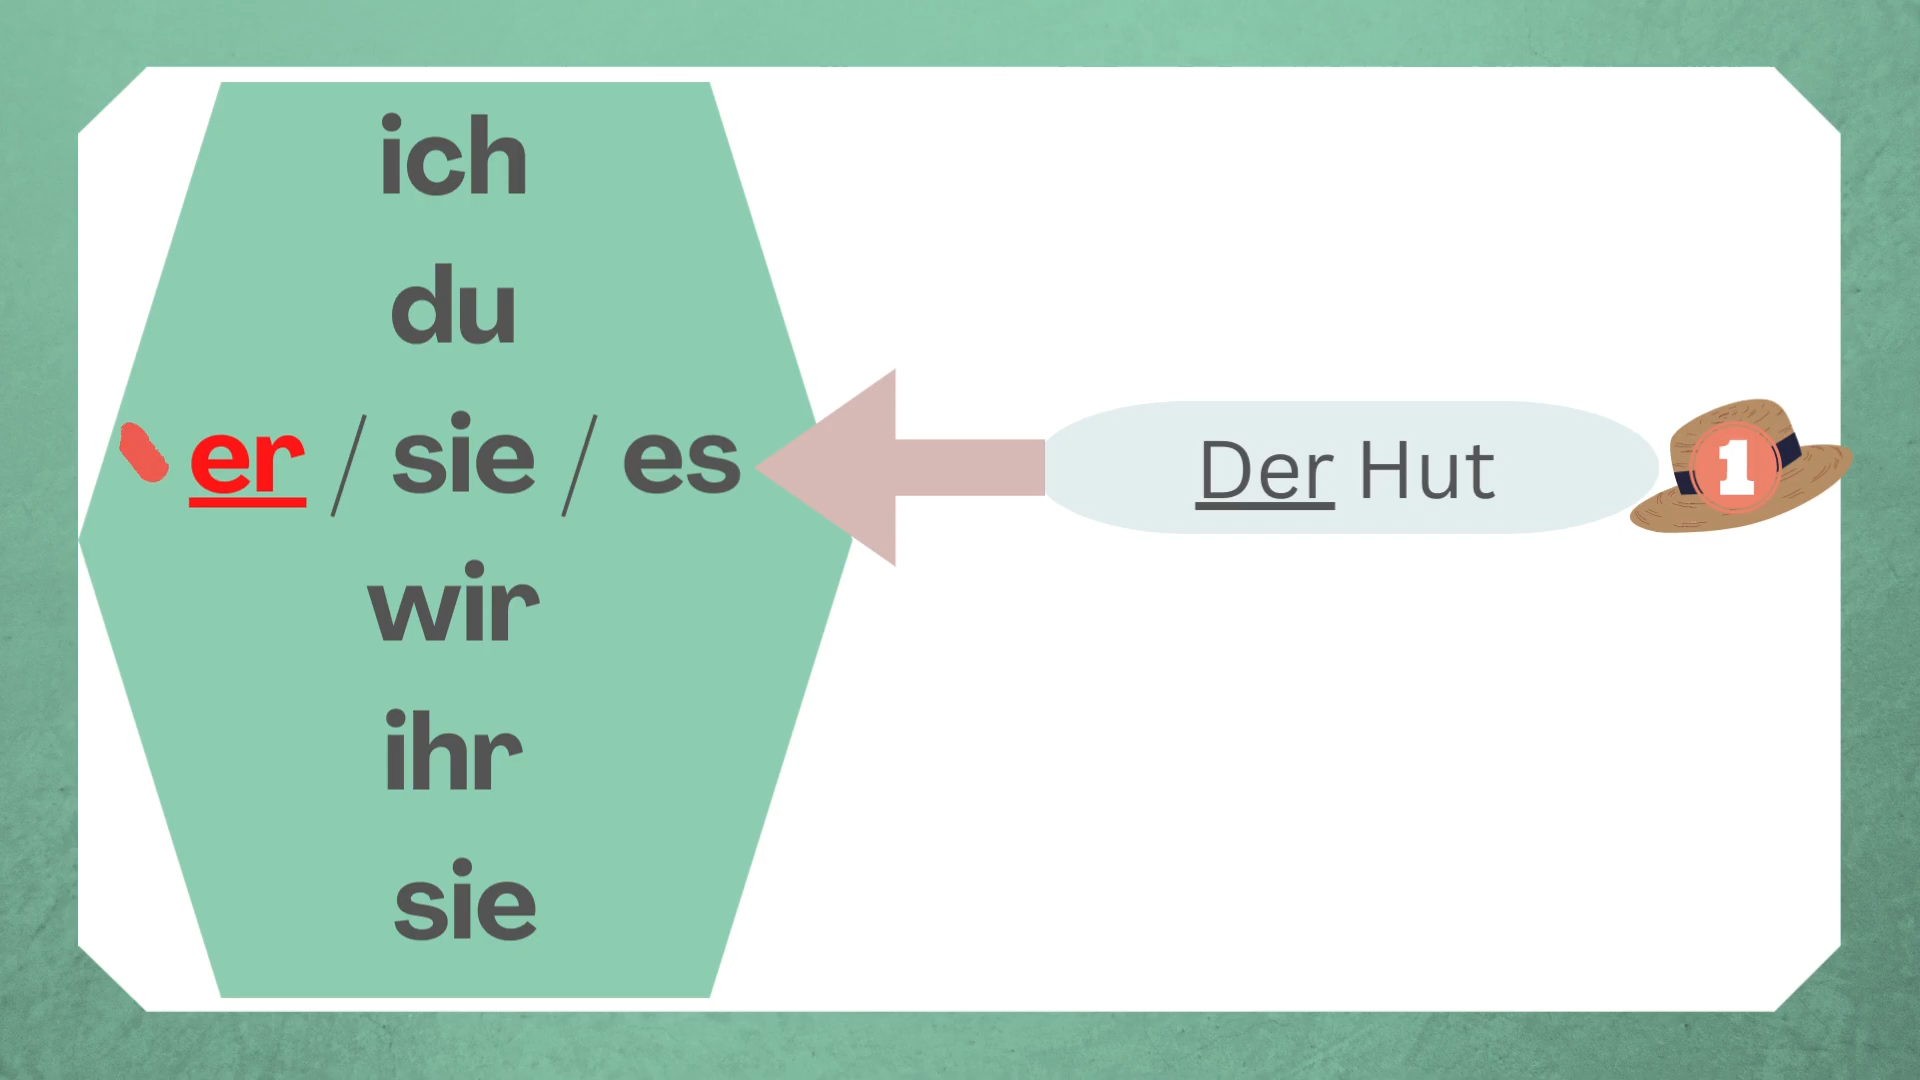 ich
du
er / sie / es
wir
ihr
sie
Der Hut
1